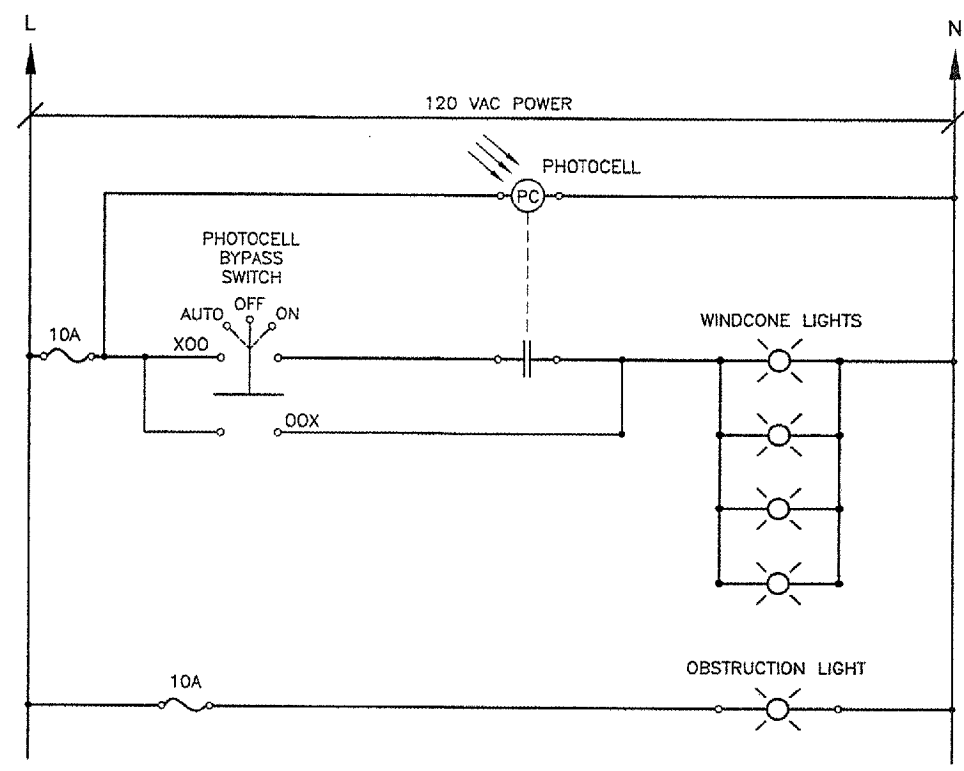 L
N
120 VAC POWER
PHOTOCELL
PC
PHOTOCELL
BYPASS
SWITCH
OFF
AUTO
ON
10A
XOO
WINDCONE LIGHTS
OOX
OBSTRUCTION LIGHT
10A